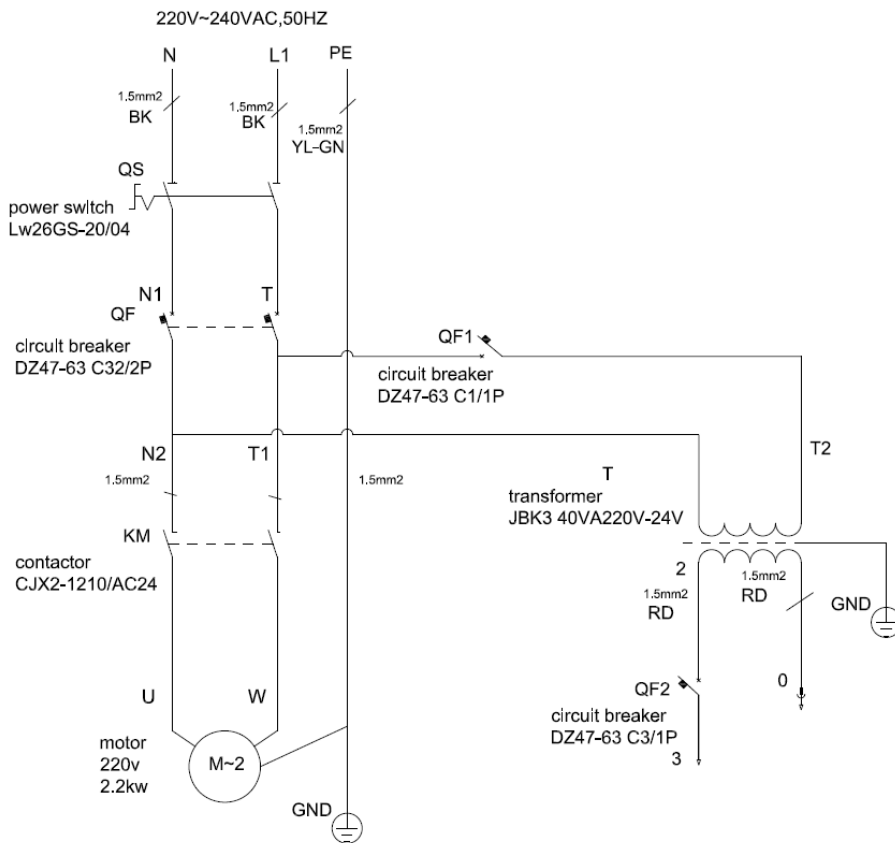 220V~240VAC,50HZ
N
L1
PE
1.5mm2
BK
1.5mm2
BK
1.5mm2
YL-GN
QS
power switch
Lw26GS-20/04
N1
T
QF
circuit breaker
DZ47-63 C32/2P
QF1
circuit breaker
DZ47-63 C1/1P
N2
T1
T2
1.5mm2
1.5mm2
T
transformer
JBK3 40VA220V-24V
KM
contactor
CJX2-1210/AC24
2
1.5mm2
RD
1.5mm2
RD
GND
U
W
QF2
0
circuit breaker
DZ47-63 C3/1P
3
motor
220v
2.2kw
M~2
GND